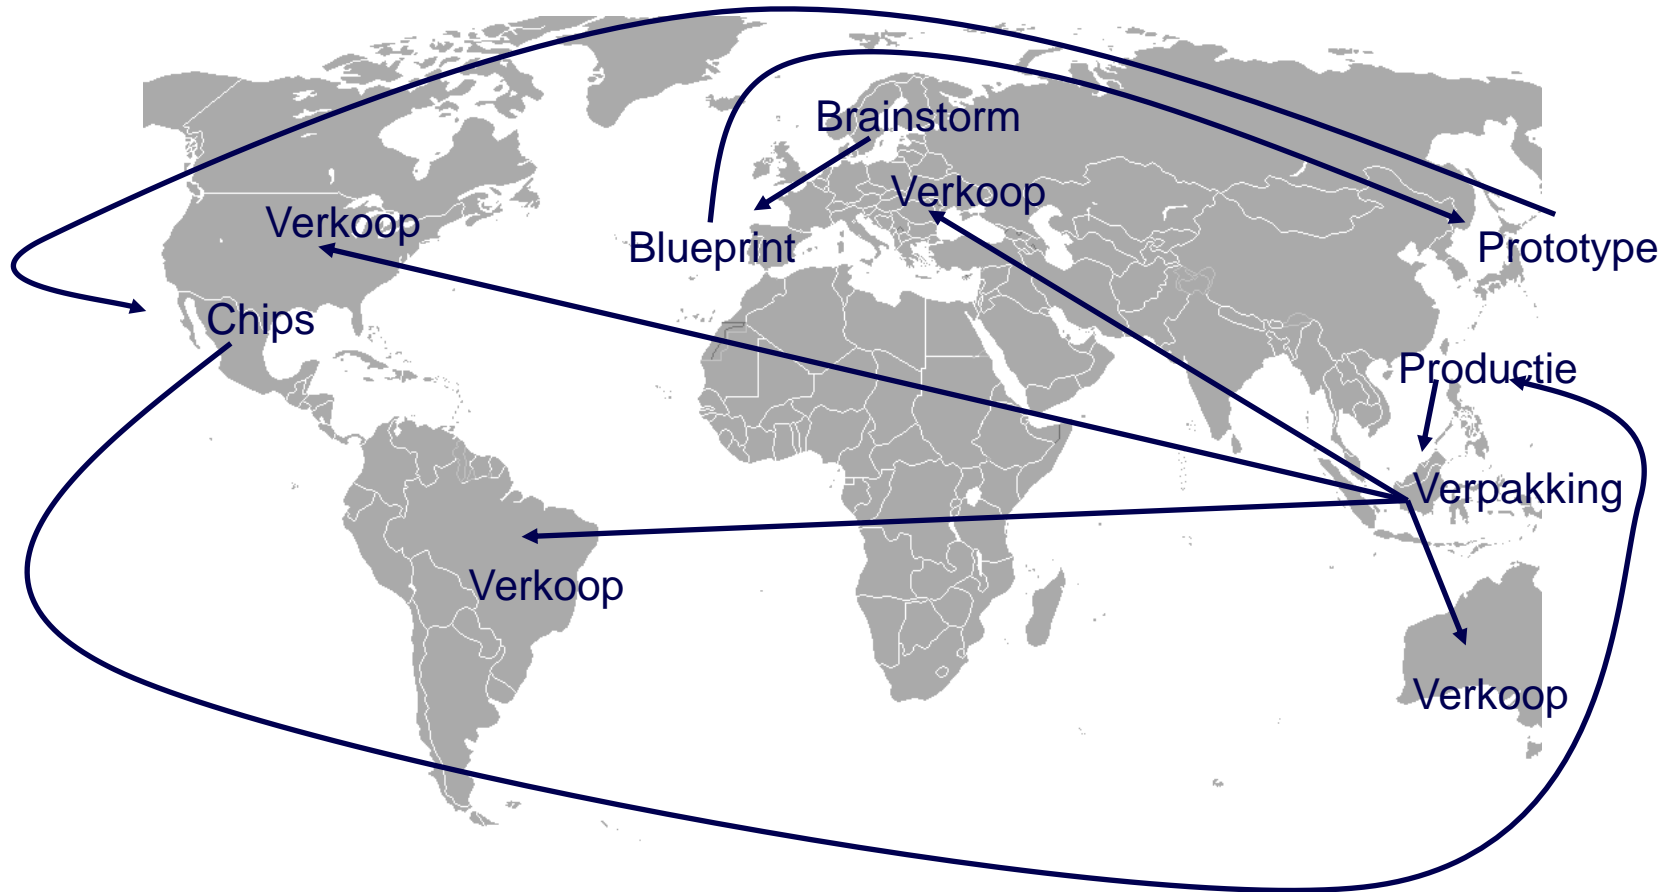 Brainstorm
Verkoop
Verkoop
Blueprint
Prototype
Chips
Productie
Verpakking
Verkoop
Verkoop